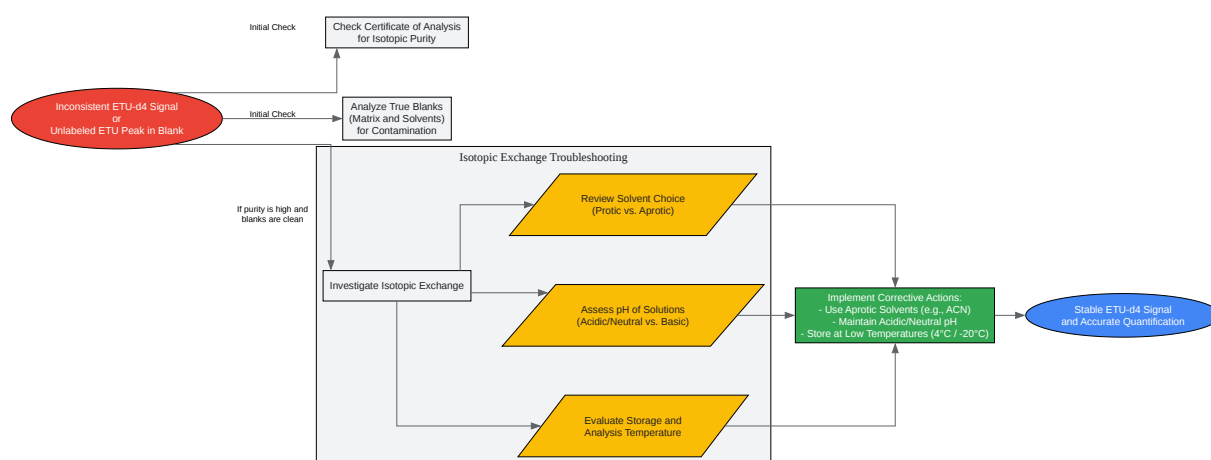 Initial Check
Check Certificate of Analysis
for Isotopic Purity
Inconsistent ETU-d4 Signal
or
Unlabeled ETU Peak in Blank
Initial Check
Analyze True Blanks
(Matrix and Solvents)
for Contamination
If purity is high and
blanks are clean
Isotopic Exchange Troubleshooting
Investigate Isotopic Exchange
Review Solvent Choice
(Protic vs. Aprotic)
Assess pH of Solutions
(Acidic/Neutral vs. Basic)
Evaluate Storage and
Analysis Temperature
Implement Corrective Actions:
- Use Aprotic Solvents (e.g., ACN)
- Maintain Acidic/Neutral pH
- Store at Low Temperatures (4°C / -20°C)
Stable ETU-d4 Signal
and Accurate Quantification